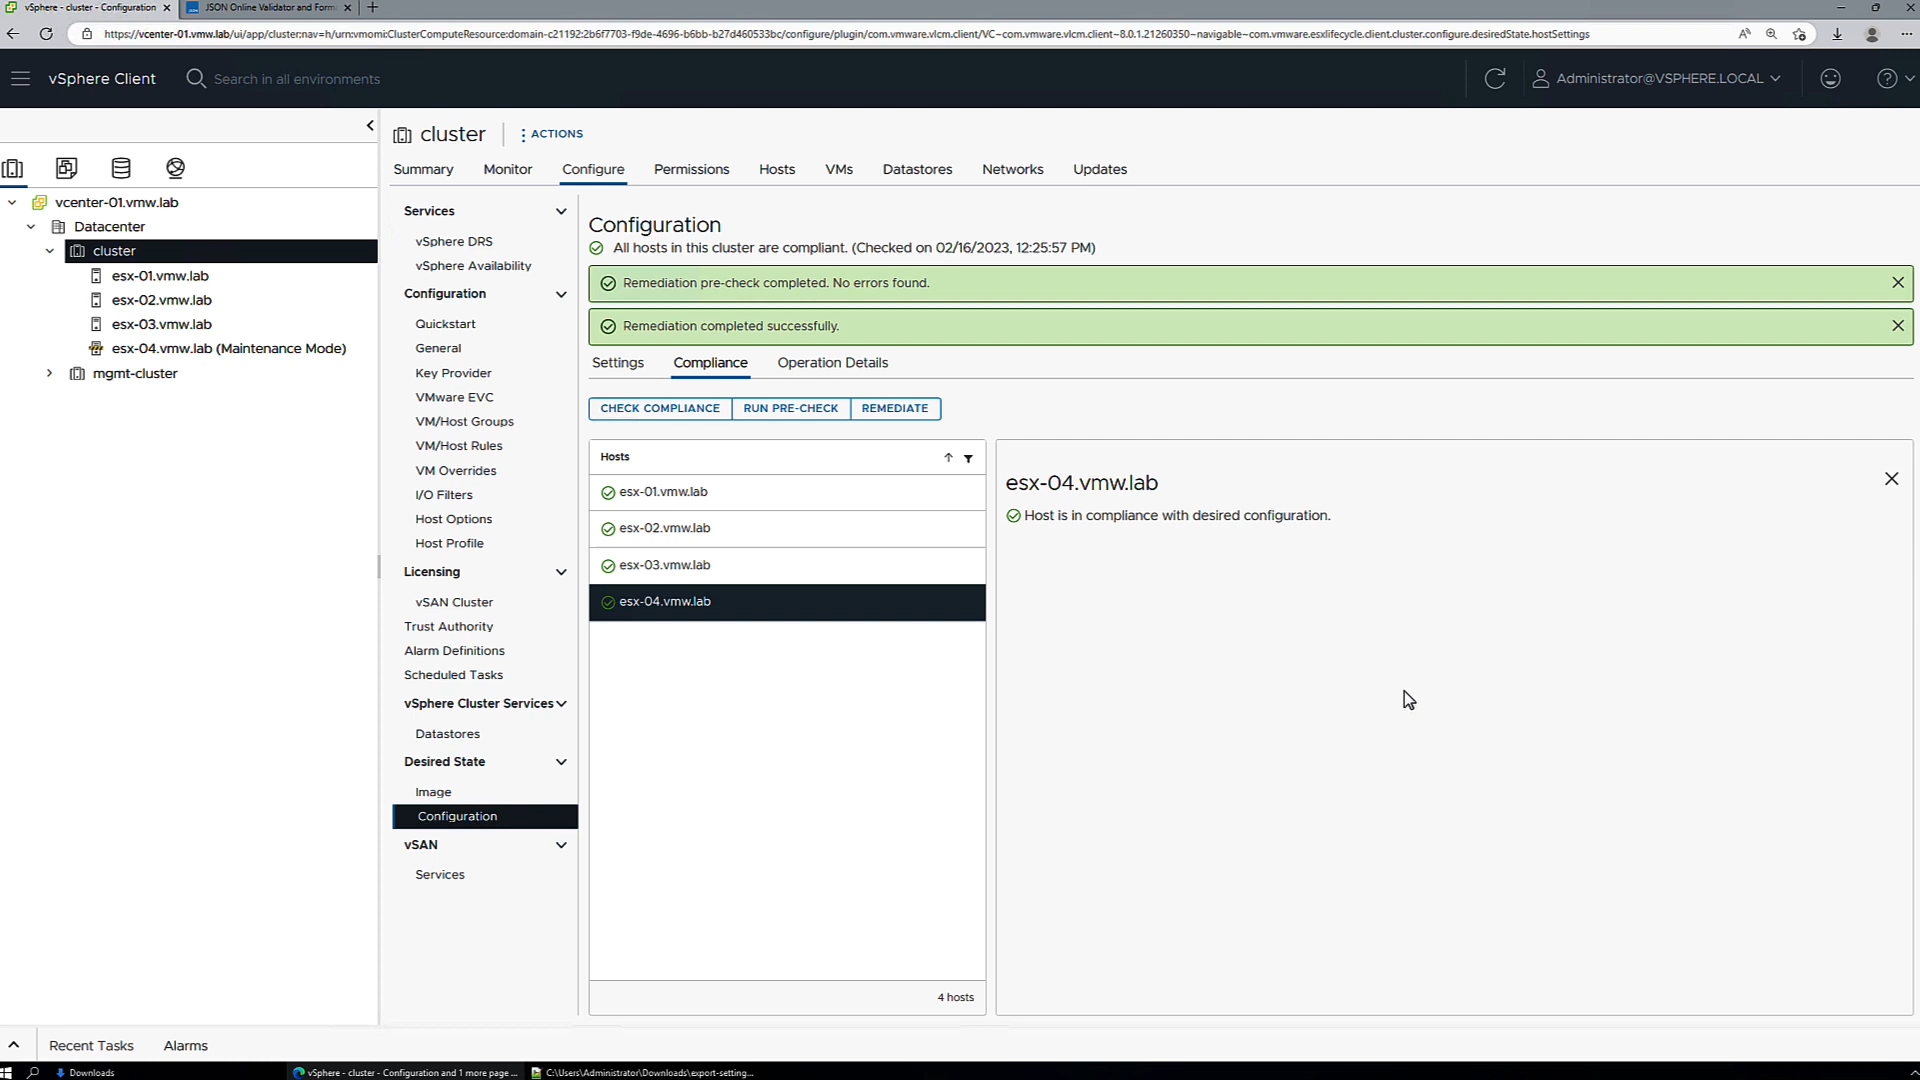 vSphere - cluster - Configuration
JSON Online Validator and Form
https://vcenter-01.vmw.lab/ui/app/cluster;nav=h/urn:vmomi:ClusterComputeResource:domain-c21192:2b6f7703-f9de-4696-b6bb-b27d460533bc/configure/plugin/com.vmware.vlcm.client/VC~com.vmware.vlcm.client~8.0.1.21260350~navigable~com.vmware.esxlifecycle.client.cluster.configure.desiredState.hostSettings
vSphere Client
Search in all environments
Administrator@VSPHERE.LOCAL
cluster
ACTIONS
Summary
Monitor
Configure
Permissions
Hosts
VMs
Datastores
Networks
Updates
vcenter-01.vmw.lab
Datacenter
cluster
esx-01.vmw.lab
esx-02.vmw.lab
esx-03.vmw.lab
esx-04.vmw.lab (Maintenance Mode)
mgmt-cluster
Services
vSphere DRS
vSphere Availability
Configuration
Quickstart
General
Key Provider
VMware EVC
VM/Host Groups
VM/Host Rules
VM Overrides
I/O Filters
Host Options
Host Profile
Licensing
vSAN Cluster
Trust Authority
Alarm Definitions
Scheduled Tasks
vSphere Cluster Services
Datastores
Desired State
Image
Configuration
vSAN
Services
Configuration
All hosts in this cluster are compliant. (Checked on 02/16/2023, 12:25:57 PM)
Remediation pre-check completed. No errors found.
Remediation completed successfully.
Settings
Compliance
Operation Details
CHECK COMPLIANCE
RUN PRE-CHECK
REMEDIATE
Hosts
esx-01.vmw.lab
esx-02.vmw.lab
esx-03.vmw.lab
esx-04.vmw.lab
4 hosts
esx-04.vmw.lab
Host is in compliance with desired configuration.
Recent Tasks
Alarms
Downloads
vSphere - cluster - Configuration and 1 more page ...
C:\Users\Administrator\Downloads\export-setting...